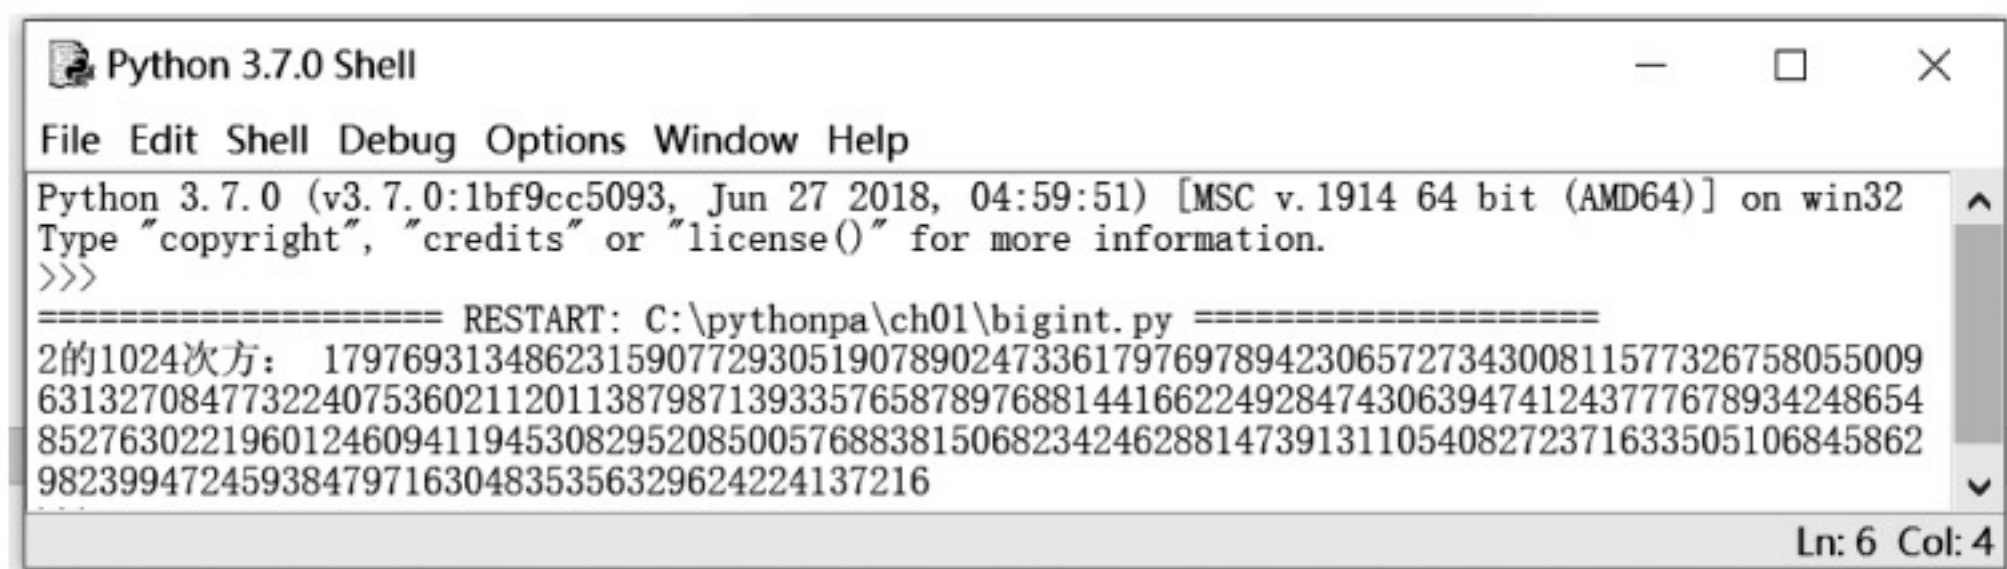 Python 3.7.0 Shell
File Edit Shell Debug Options Window Help
Python 3.7.0 (v3.7.0:1bf9cc5093, Jun 27 2018, 04:59:51) [MSC v.1914 64 bit (AMD64)] on win32
Type "copyright", "credits" or "license()" for more information.
>>>
==================== RESTART: C:\pythonpa\ch01\bigint.py ====================
2的1024次方： 1797693134862315907729305190789024733617976978942306572734300811577326758055009
631327084773224075360211201138798713933576587897688144166224928474306394741243777678934248654
852763022196012460941194530829520850057688381506823424628814739131105408272371633505106845862
98239947245938479716304835356329624224137216
Ln: 6 Col: 4